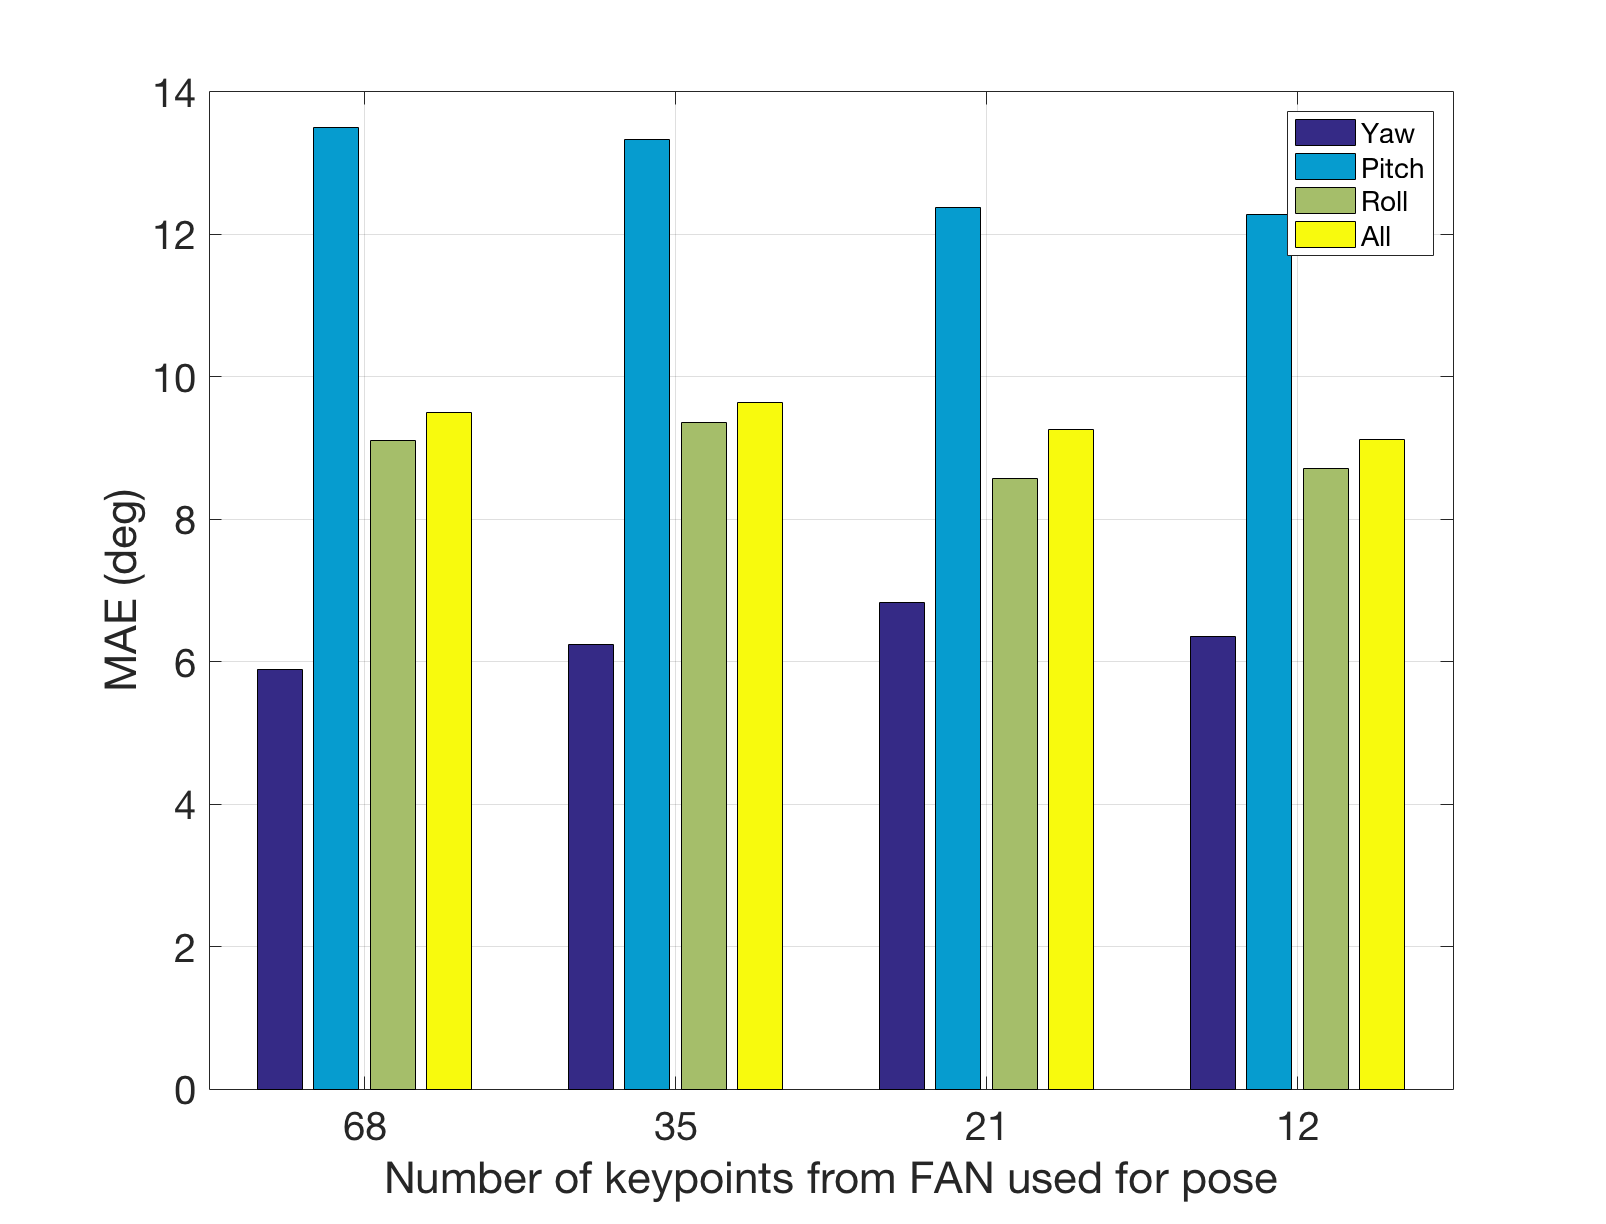 14
12
10
8
6
4
2
0
MAE (deg)
Yaw
Pitch
Roll
All
68 35 21 12
Number of keypoints from FAN used for pose